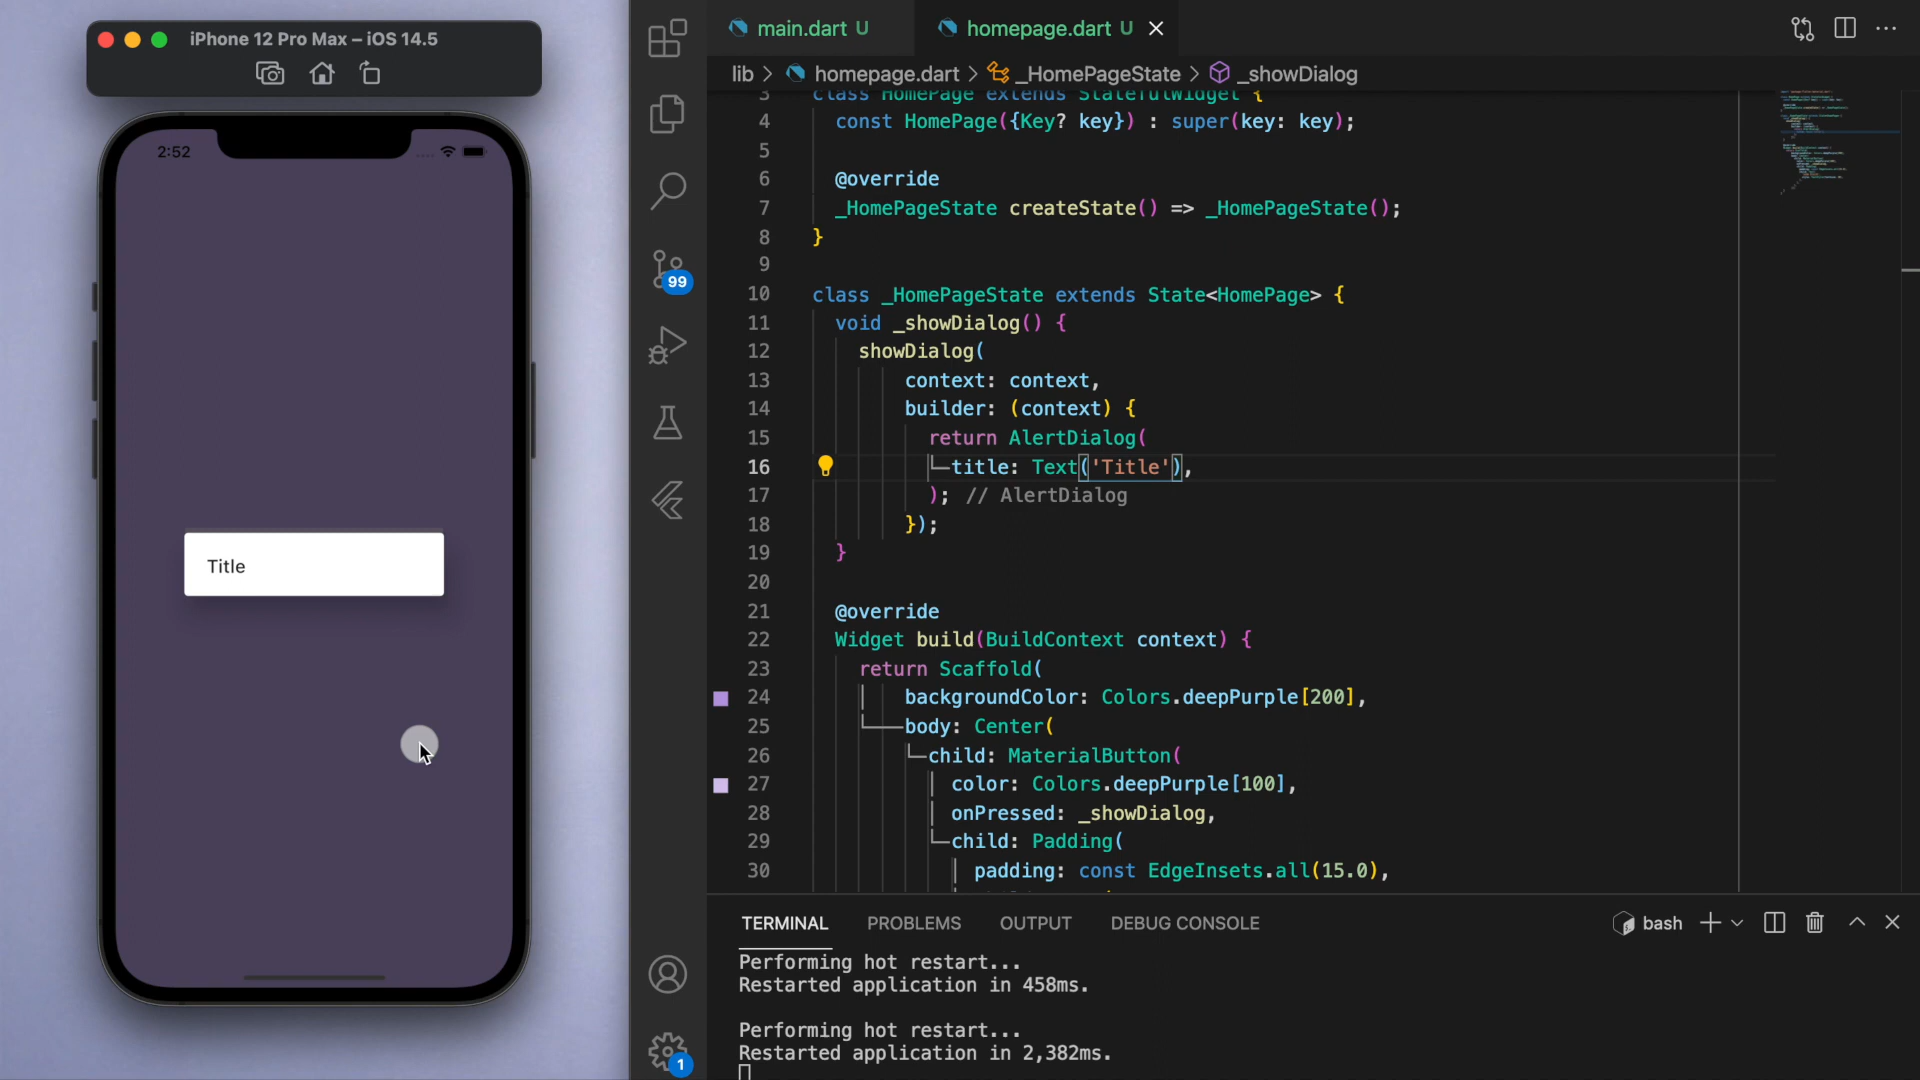 iPhone 12 Pro Max – iOS 14.5
2:52
Title
99
1
main.dart U
homepage.dart U
lib > homepage.dart > _HomePageState > _showDialog
3 class HomePage extends StatefulWidget {
4 const HomePage({Key? key}) : super(key: key);
5
6 @override
7 _HomePageState createState() => _HomePageState();
8 }
9
10 class _HomePageState extends State<HomePage> {
11 void _showDialog() {
12 showDialog(
13 context: context,
14 builder: (context) {
15 return AlertDialog(
16 title: Text('Title'),
17 ); // AlertDialog
18 });
19 }
20
21 @override
22 Widget build(BuildContext context) {
23 return Scaffold(
24 backgroundColor: Colors.deepPurple[200],
25 body: Center(
26 child: MaterialButton(
27 color: Colors.deepPurple[100],
28 onPressed: _showDialog,
29 child: Padding(
30 padding: const EdgeInsets.all(15.0),
TERMINAL PROBLEMS OUTPUT DEBUG CONSOLE bash
Performing hot restart...
Restarted application in 458ms.
Performing hot restart...
Restarted application in 2,382ms.